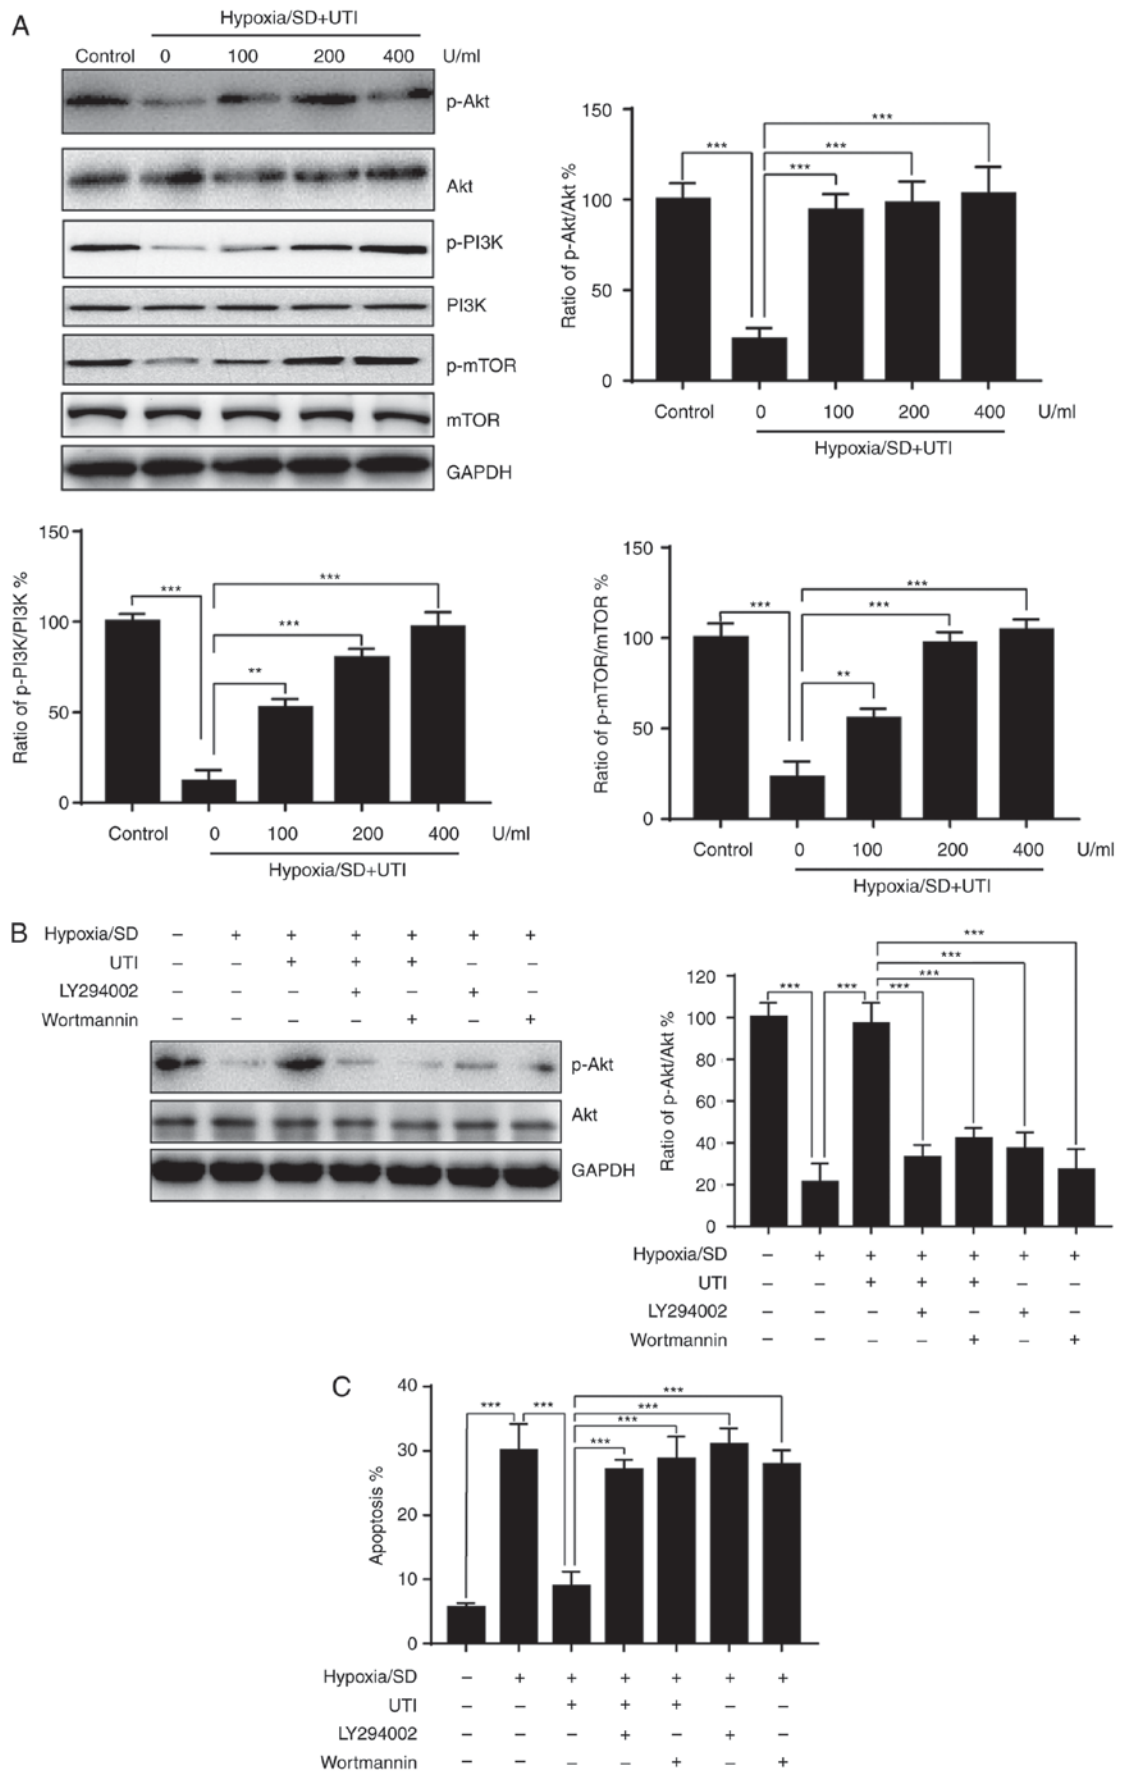 A
Hypoxia/SD+UTI
Control 0 100 200 400 U/ml
p-Akt
Akt
p-PI3K
PI3K
p-mTOR
mTOR
GAPDH
Ratio of p-Akt/Akt %
150
100
50
0
*** *** *** ***
Control 0 100 200 400 U/ml
Hypoxia/SD+UTI
Ratio of p-PI3K/PI3K %
150
100
50
0
*** ** *** ***
Control 0 100 200 400 U/ml
Hypoxia/SD+UTI
Ratio of p-mTOR/mTOR %
150
100
50
0
*** ** *** ***
Control 0 100 200 400 U/ml
Hypoxia/SD+UTI
B
Hypoxia/SD – + + + + + +
UTI – – + + + – –
LY294002 – – – + – + –
Wortmannin – – – – + – +
p-Akt
Akt
GAPDH
Ratio of p-Akt/Akt %
120
100
80
60
40
20
0
*** *** *** *** *** ***
Hypoxia/SD – + + + + + +
UTI – – + + + – –
LY294002 – – – + – + –
Wortmannin – – – – + – +
C
Apoptosis %
40
30
20
10
0
*** *** *** *** *** ***
Hypoxia/SD – + + + + + +
UTI – – + + + – –
LY294002 – – – + – + –
Wortmannin – – – – + – +